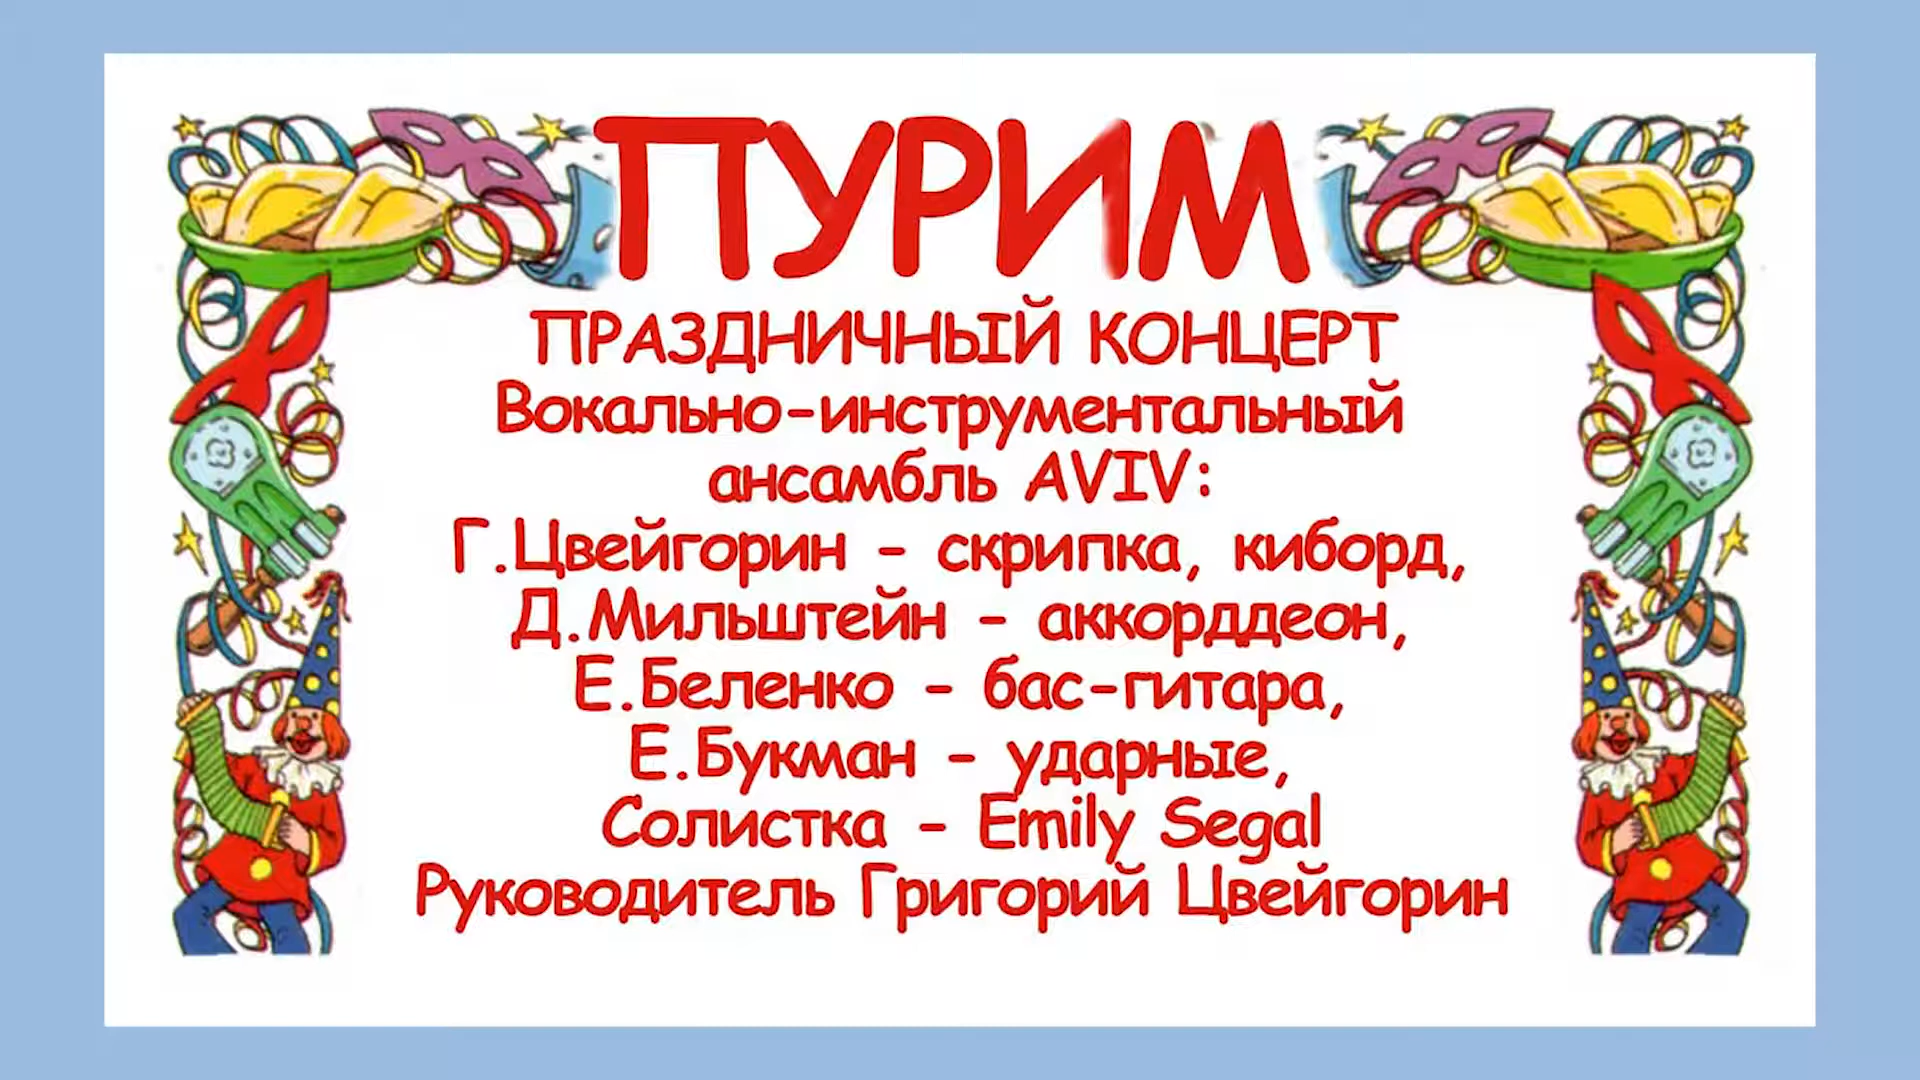 ПУРИМ
ПРАЗДНИЧНЫЙ КОНЦЕРТ
Вокально-инструментальный
ансамбль AVIV:
Г.Цвейгорин - скрипка, киборд,
Д.Мильштейн - аккорддеон,
Е.Беленко - бас-гитара,
Е.Букман - ударные,
Солистка - Emily Segal
Руководитель Григорий Цвейгорин